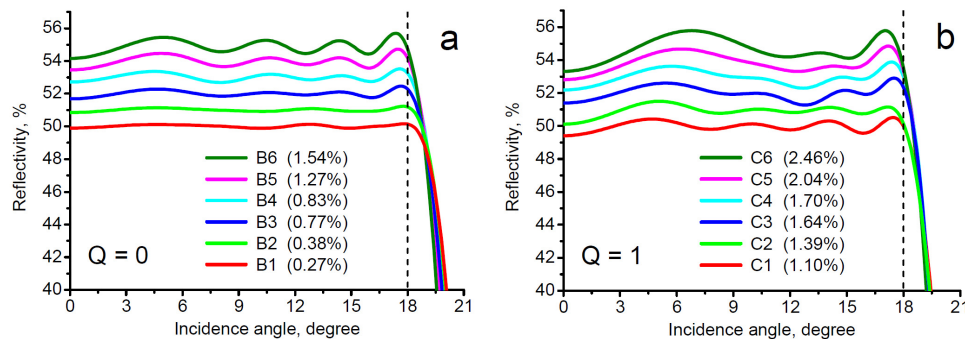 a
Reflectivity, %
56
54
52
50
48
46
44
42
40
B6 (1.54%)
B5 (1.27%)
B4 (0.83%)
B3 (0.77%)
B2 (0.38%)
B1 (0.27%)
Q = 0
0 3 6 9 12 15 18 21
Incidence angle, degree
b
Reflectivity, %
56
54
52
50
48
46
44
42
40
C6 (2.46%)
C5 (2.04%)
C4 (1.70%)
C3 (1.64%)
C2 (1.39%)
C1 (1.10%)
Q = 1
0 3 6 9 12 15 18 21
Incidence angle, degree